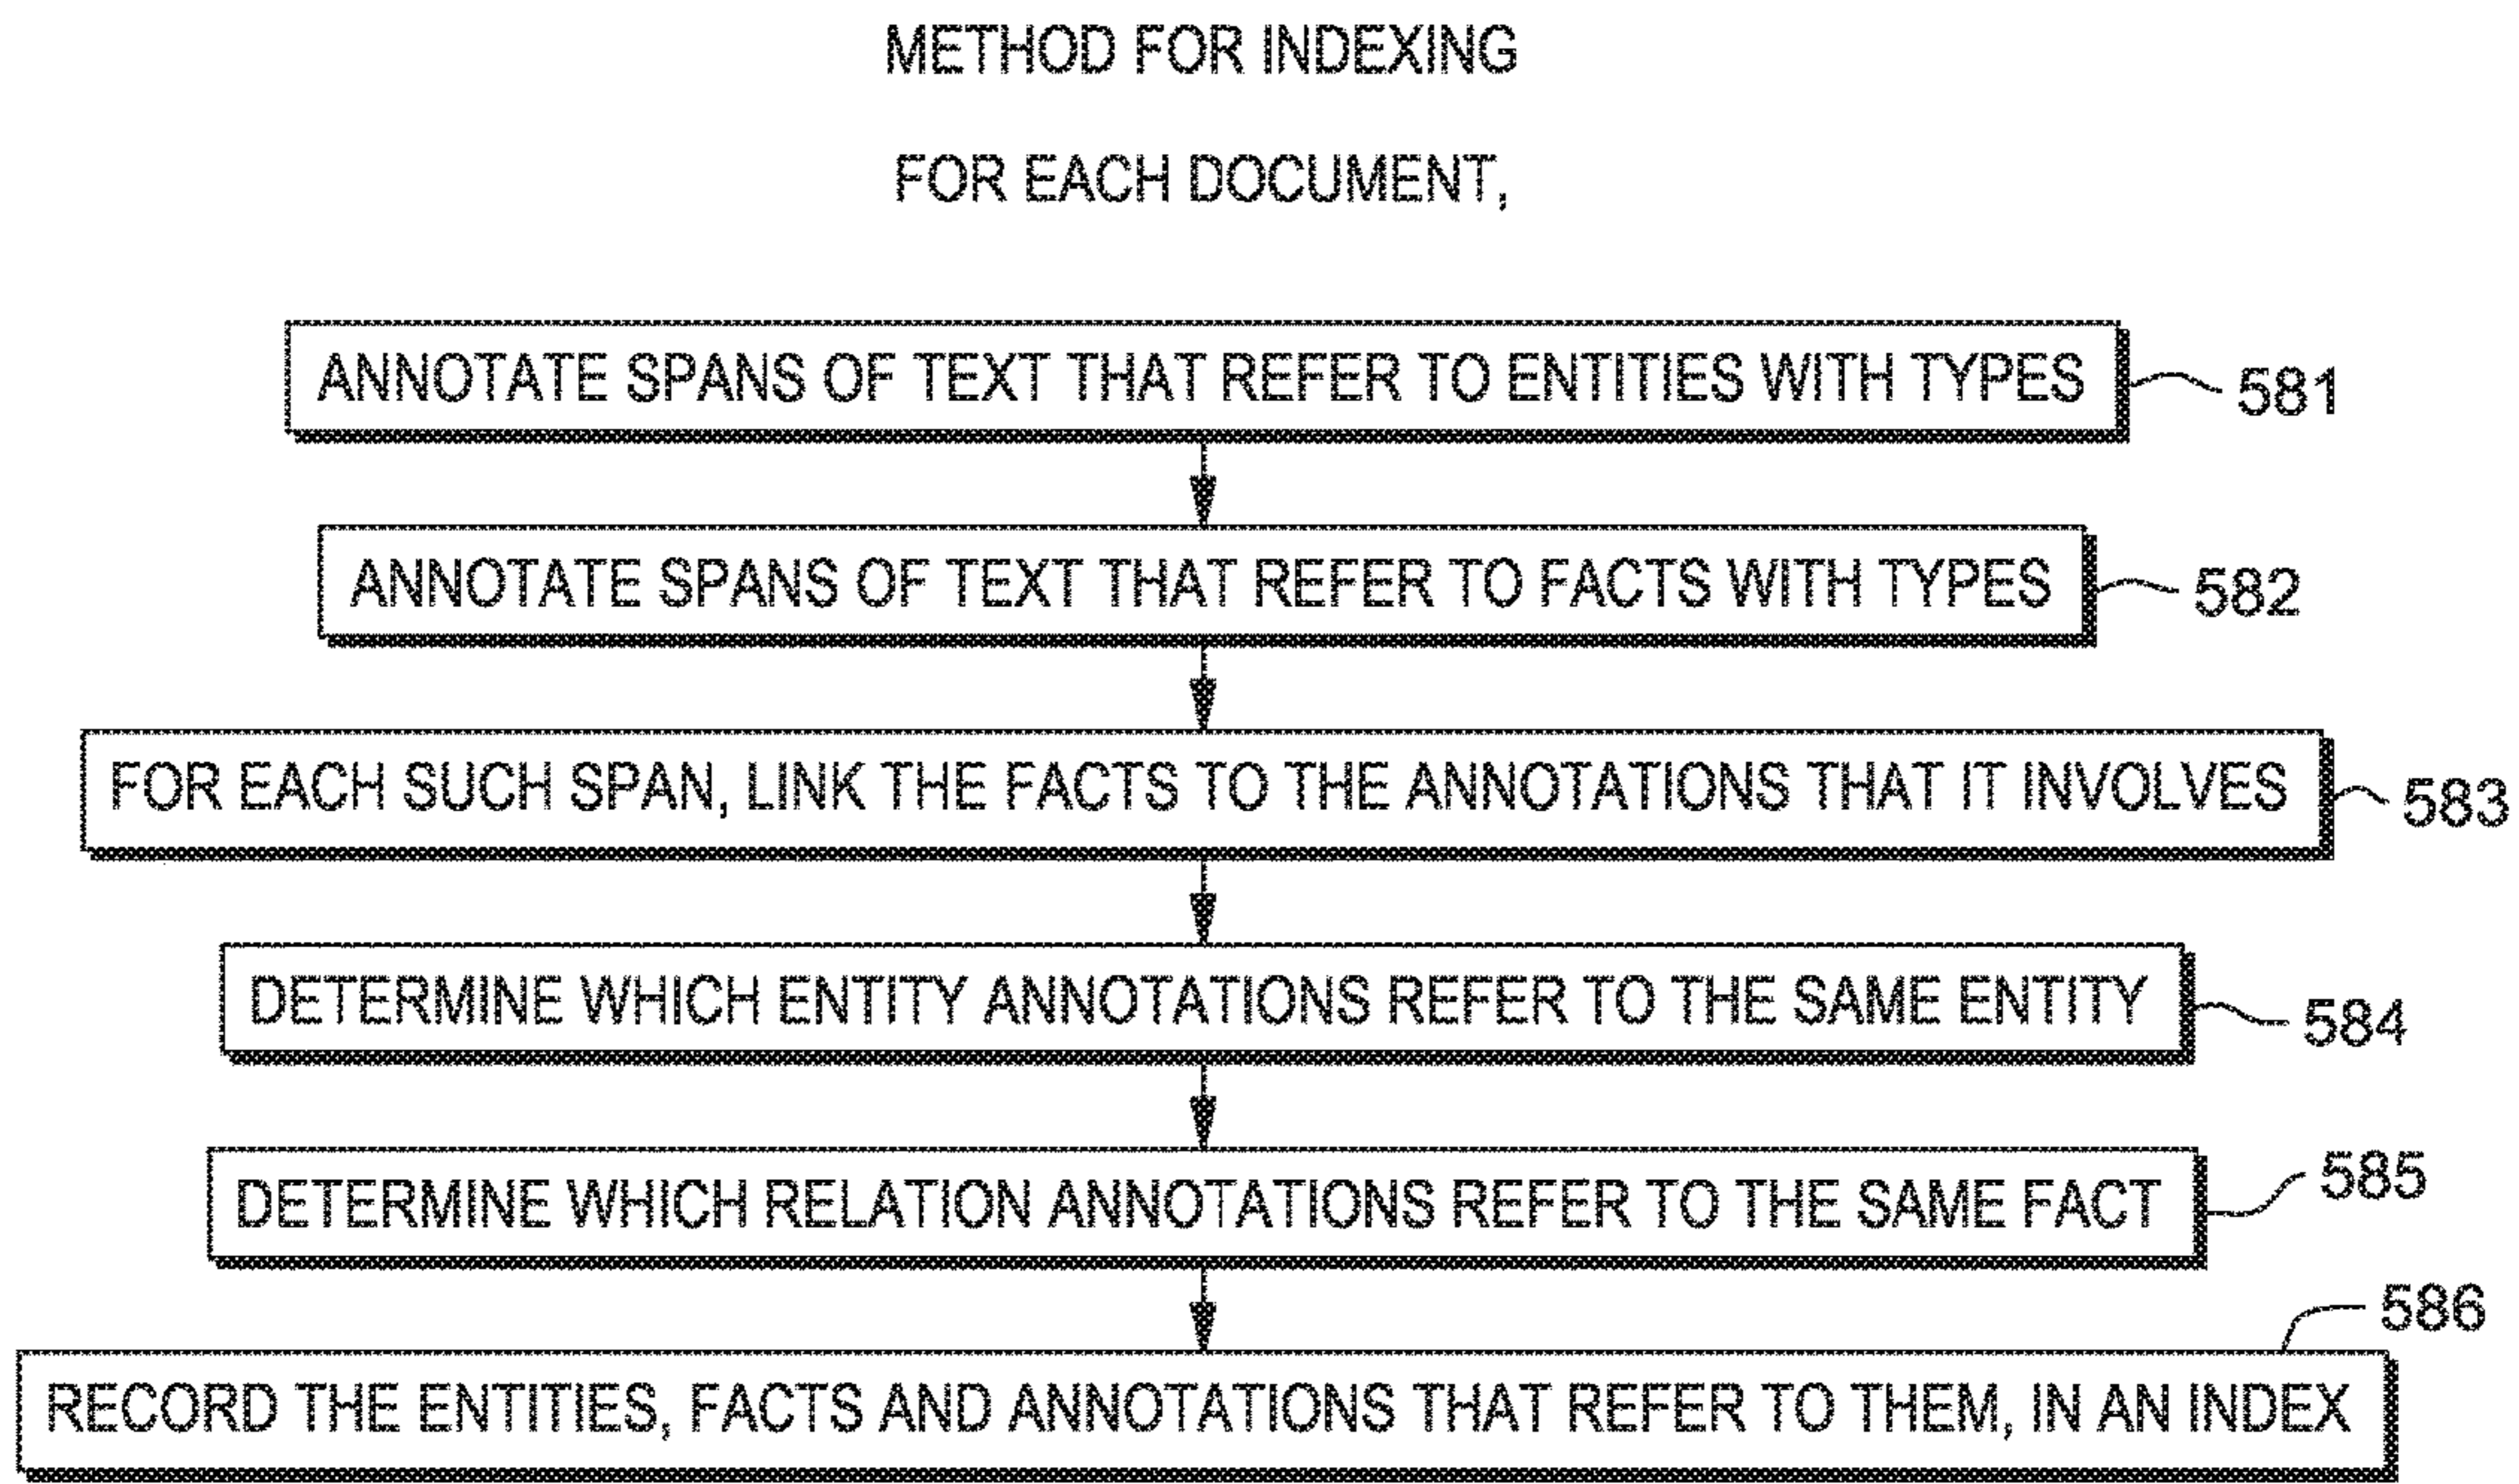 METHOD FOR INDEXING
FOR EACH DOCUMENT,
ANNOTATE SPANS OF TEXT THAT REFER TO ENTITIES WITH TYPES
581
ANNOTATE SPANS OF TEXT THAT REFER TO FACTS WITH TYPES
582
FOR EACH SUCH SPAN, LINK THE FACTS TO THE ANNOTATIONS THAT IT INVOLVES
583
DETERMINE WHICH ENTITY ANNOTATIONS REFER TO THE SAME ENTITY
584
DETERMINE WHICH RELATION ANNOTATIONS REFER TO THE SAME FACT
585
586
RECORD THE ENTITIES, FACTS AND ANNOTATIONS THAT REFER TO THEM, IN AN INDEX